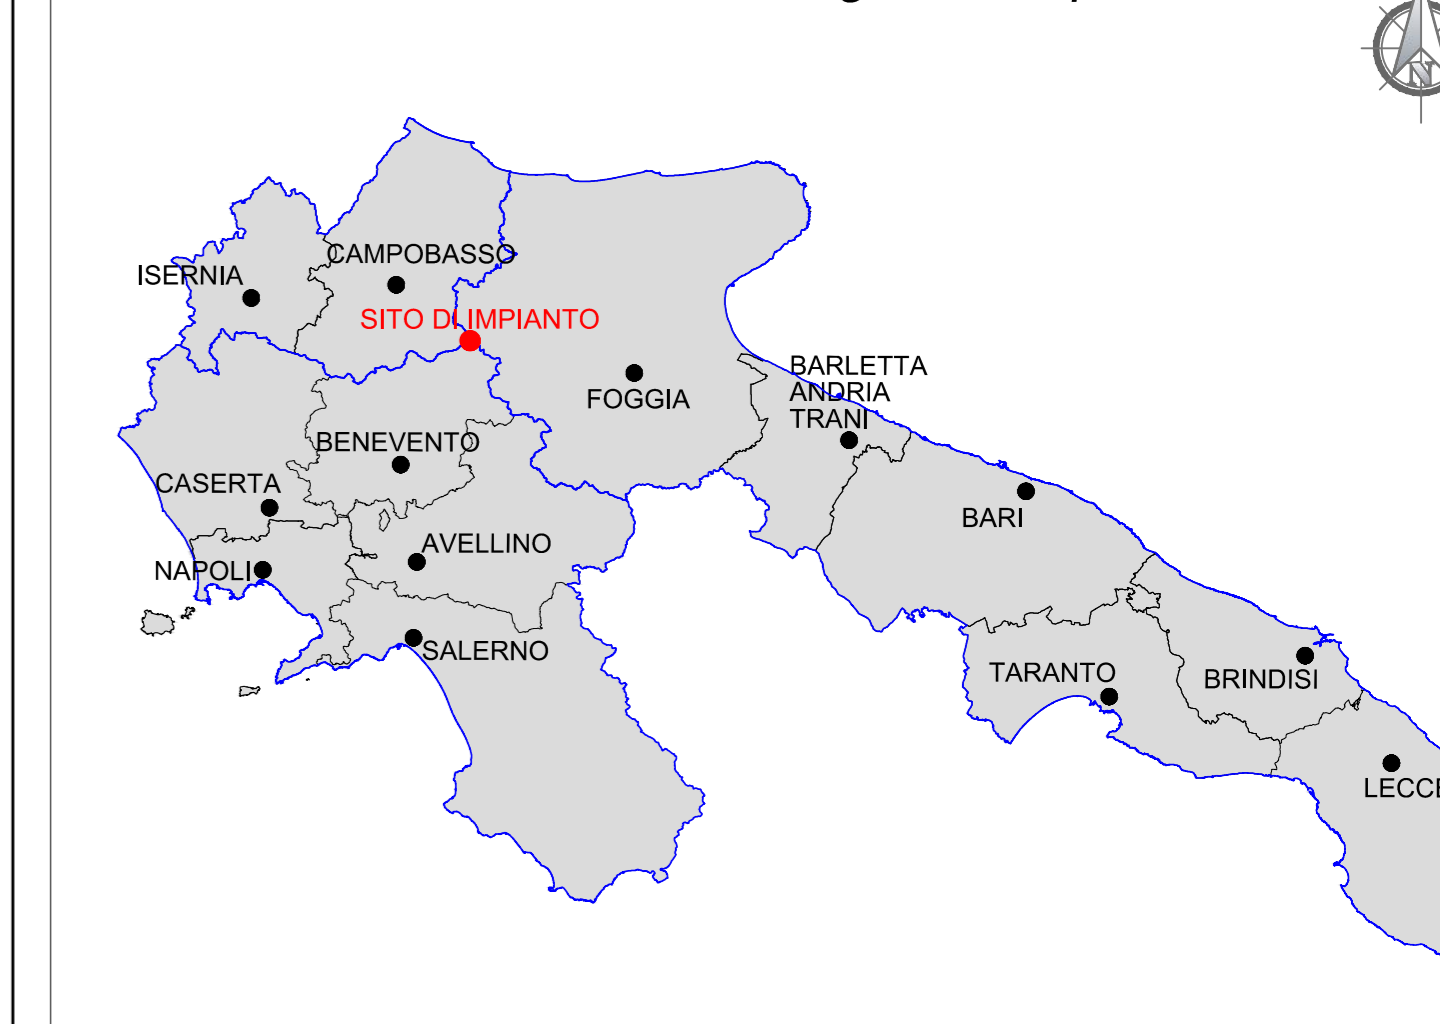 N
CAMPOBASSO
ISERNIA
SITO DI IMPIANTO
BARLETTA
ANDRIA
TRANI
FOGGIA
BENEVENTO
CASERTA
BARI
AVELLINO
NAPOLI
SALERNO
TARANTO
BRINDISI
LECCE